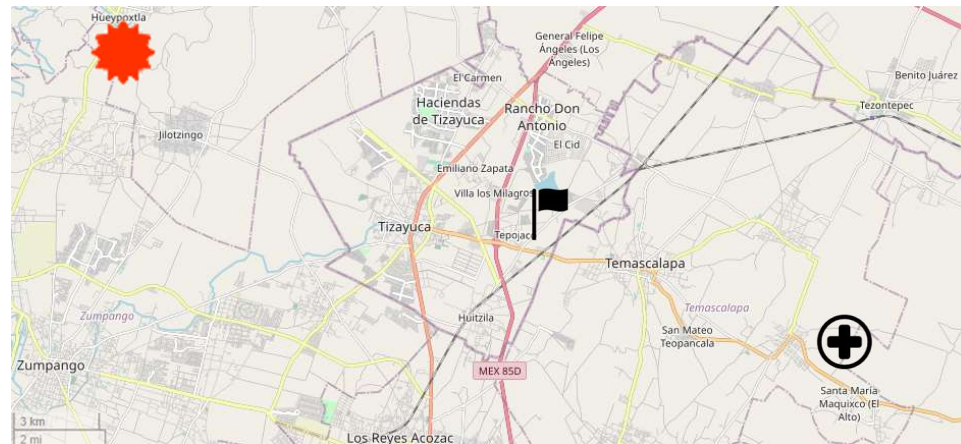 Hueypoxtla
General Felipe
Ángeles (Los
Ángeles)
El Carmen
Benito Juárez
Haciendas
de Tizayuca
Rancho Don
Antonio
Tezontepec
Jilotzingo
El Cid
Emiliano Zapata
Villa los Milagros
Tizayuca
Tepojaco
Temascalapa
Zumpango
Temascalapa
Huitzila
San Mateo
Teopancala
Zumpango
MEX 85D
Santa María
Maquixco (El
Alto)
3 km
2 mi
Los Reyes Acozac